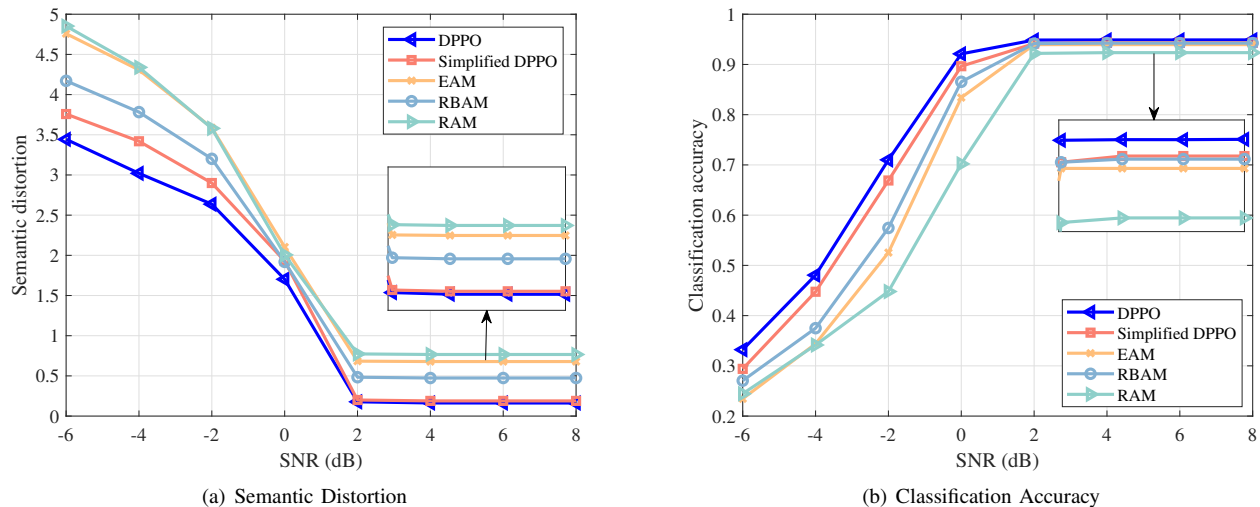 5
4.5
4
3.5
3
2.5
2
1.5
1
0.5
0
-6
-4
-2
0
2
4
6
8
Semantic distortion
SNR (dB)
DPPO
Simplified DPPO
EAM
RBAM
RAM
(a) Semantic Distortion
1
0.9
0.8
0.7
0.6
0.5
0.4
0.3
0.2
-6
-4
-2
0
2
4
6
8
Classification accuracy
SNR (dB)
DPPO
Simplified DPPO
EAM
RBAM
RAM
(b) Classification Accuracy